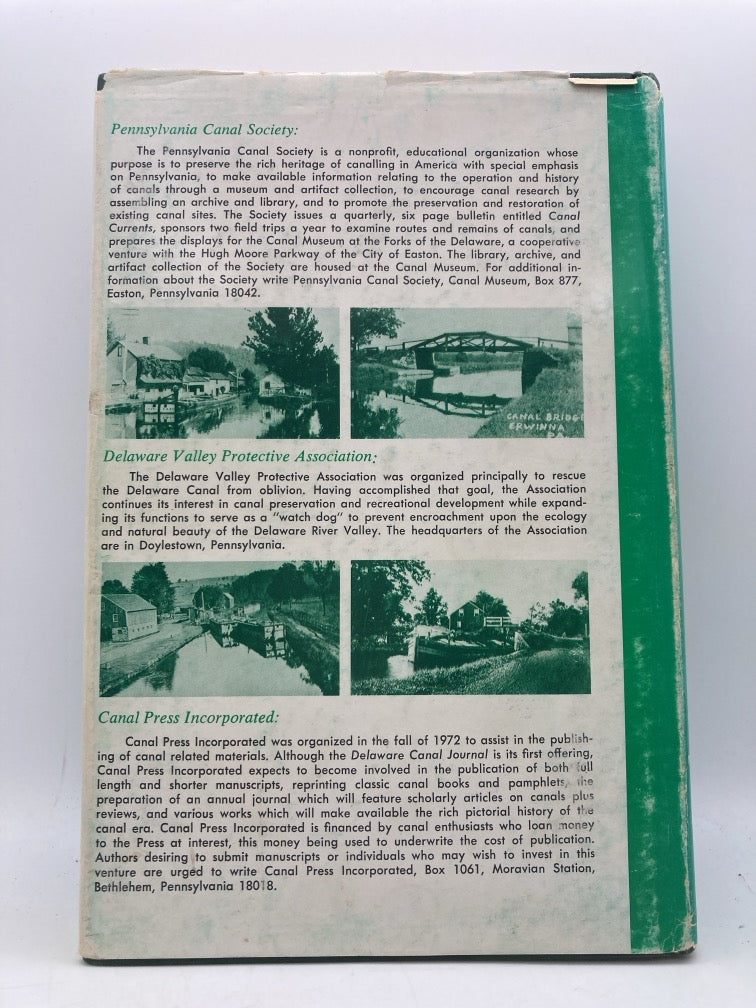 Pennsylvania Canal Society:
The Pennsylvania Canal Society is a nonprofit, educational organization whose
purpose is to preserve the rich heritage of canalling in America with special emphasis
on Pennsylvania, to make available information relating to the operation and history
of canals through a museum and artifact collection, to encourage canal research by
assembling an archive and library, and to promote the preservation and restoration of
existing canal sites. The Society issues a quarterly, six page bulletin entitled Canal
Currents, sponsors two field trips a year to examine routes and remains of canals, and
prepares the displays for the Canal Museum at the Forks of the Delaware, a cooperative
venture with the Hugh Moore Parkway of the City of Easton. The library, archive, and
artifact collection of the Society are housed at the Canal Museum. For additional in-
formation about the Society write Pennsylvania Canal Society, Canal Museum, Box 877,
Easton, Pennsylvania 18042.
CANAL BRIDGE
ERWINNA
PA.
Delaware Valley Protective Association:
The Delaware Valley Protective Association was organized principally to rescue
the Delaware Canal from oblivion. Having accomplished that goal, the Association
continues its interest in canal preservation and recreational development while expand-
ing its functions to serve as a "watch dog" to prevent encroachment upon the ecology
and natural beauty of the Delaware River Valley. The headquarters of the Association
are in Doylestown, Pennsylvania.
Canal Press Incorporated:
Canal Press Incorporated was organized in the fall of 1972 to assist in the publish-
ing of canal related materials. Although the Delaware Canal Journal is its first offering,
Canal Press Incorporated expects to become involved in the publication of both full
length and shorter manuscripts, reprinting classic canal books and pamphlets, the
preparation of an annual journal which will feature scholarly articles on canals plus
reviews, and various works which will make available the rich pictorial history of the
canal era. Canal Press Incorporated is financed by canal enthusiasts who loan money
to the Press at interest, this money being used to underwrite the cost of publication.
Authors desiring to submit manuscripts or individuals who may wish to invest in this
venture are urged to write Canal Press Incorporated, Box 1061, Moravian Station,
Bethlehem, Pennsylvania 18018.